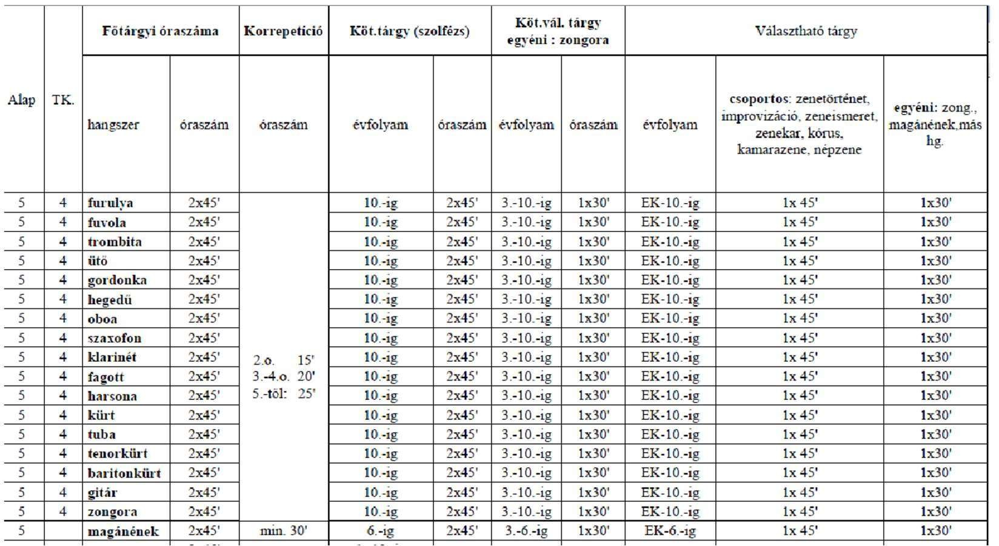 Főtárgyi óraszáma Korrepetíció Köt.tárgy (szolfézs) Köt.vál. tárgy egyéni : zongora Választható tárgy
Alap TK. hangszer óraszám óraszám évfolyam óraszám évfolyam óraszám évfolyam csoportos: zenetörténet, improvizáció, zeneismeret, zenekar, kórus, kamarazene, népzene egyéni: zong., magánének,más hg.
5 4 furulya 2x45' 10.-ig 2x45' 3.-10.-ig 1x30' EK-10.-ig 1x 45' 1x30'
5 4 fuvola 2x45' 10.-ig 2x45' 3.-10.-ig 1x30' EK-10.-ig 1x 45' 1x30'
5 4 trombita 2x45' 10.-ig 2x45' 3.-10.-ig 1x30' EK-10.-ig 1x 45' 1x30'
5 4 ütő 2x45' 10.-ig 2x45' 3.-10.-ig 1x30' EK-10.-ig 1x 45' 1x30'
5 4 gordonka 2x45' 10.-ig 2x45' 3.-10.-ig 1x30' EK-10.-ig 1x 45' 1x30'
5 4 hegedű 2x45' 10.-ig 2x45' 3.-10.-ig 1x30' EK-10.-ig 1x 45' 1x30'
5 4 oboa 2x45' 10.-ig 2x45' 3.-10.-ig 1x30' EK-10.-ig 1x 45' 1x30'
5 4 szaxofon 2x45' 10.-ig 2x45' 3.-10.-ig 1x30' EK-10.-ig 1x 45' 1x30'
5 4 klarinét 2x45' 2.o. 15' 10.-ig 2x45' 3.-10.-ig 1x30' EK-10.-ig 1x 45' 1x30'
5 4 fagott 2x45' 3.-4.o. 20' 10.-ig 2x45' 3.-10.-ig 1x30' EK-10.-ig 1x 45' 1x30'
5 4 harsona 2x45' 5.-től: 25' 10.-ig 2x45' 3.-10.-ig 1x30' EK-10.-ig 1x 45' 1x30'
5 4 kürt 2x45' 10.-ig 2x45' 3.-10.-ig 1x30' EK-10.-ig 1x 45' 1x30'
5 4 tuba 2x45' 10.-ig 2x45' 3.-10.-ig 1x30' EK-10.-ig 1x 45' 1x30'
5 4 tenorkürt 2x45' 10.-ig 2x45' 3.-10.-ig 1x30' EK-10.-ig 1x 45' 1x30'
5 4 baritonkürt 2x45' 10.-ig 2x45' 3.-10.-ig 1x30' EK-10.-ig 1x 45' 1x30'
5 4 gitár 2x45' 10.-ig 2x45' 3.-10.-ig 1x30' EK-10.-ig 1x 45' 1x30'
5 4 zongora 2x45' 10.-ig 2x45' 3.-10.-ig 1x30' EK-10.-ig 1x 45' 1x30'
5 magánének 2x45' min. 30' 6.-ig 2x45' 3.-6.-ig 1x30' EK-6.-ig 1x 45' 1x30'